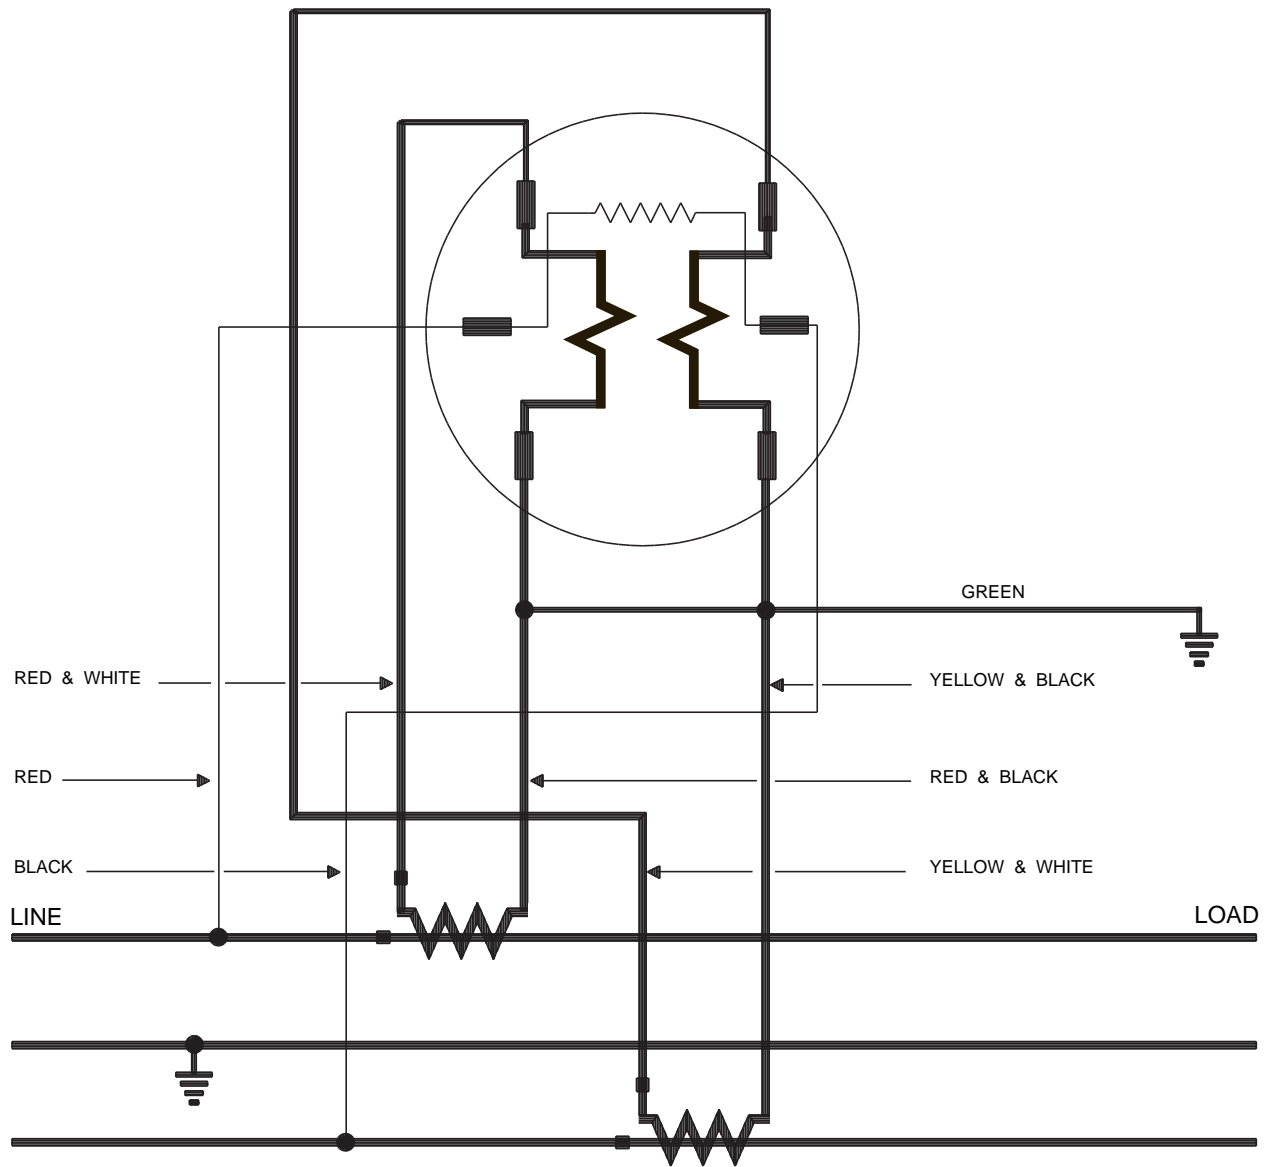 GREEN
RED & WHITE
YELLOW & BLACK
RED
RED & BLACK
BLACK
YELLOW & WHITE
LINE
LOAD